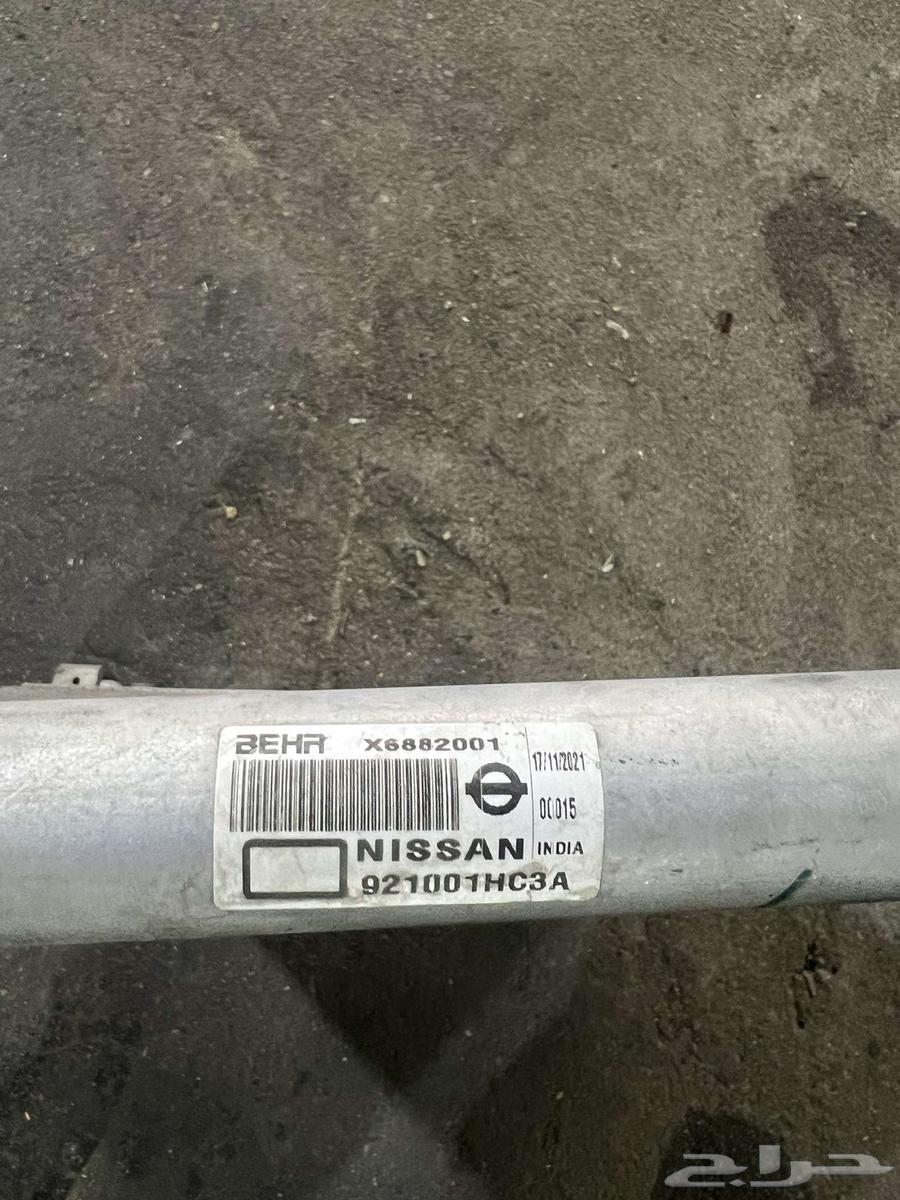 BEHR X6882001
17/11/2021
00015
NISSAN INDIA
921001HC3A
حراج